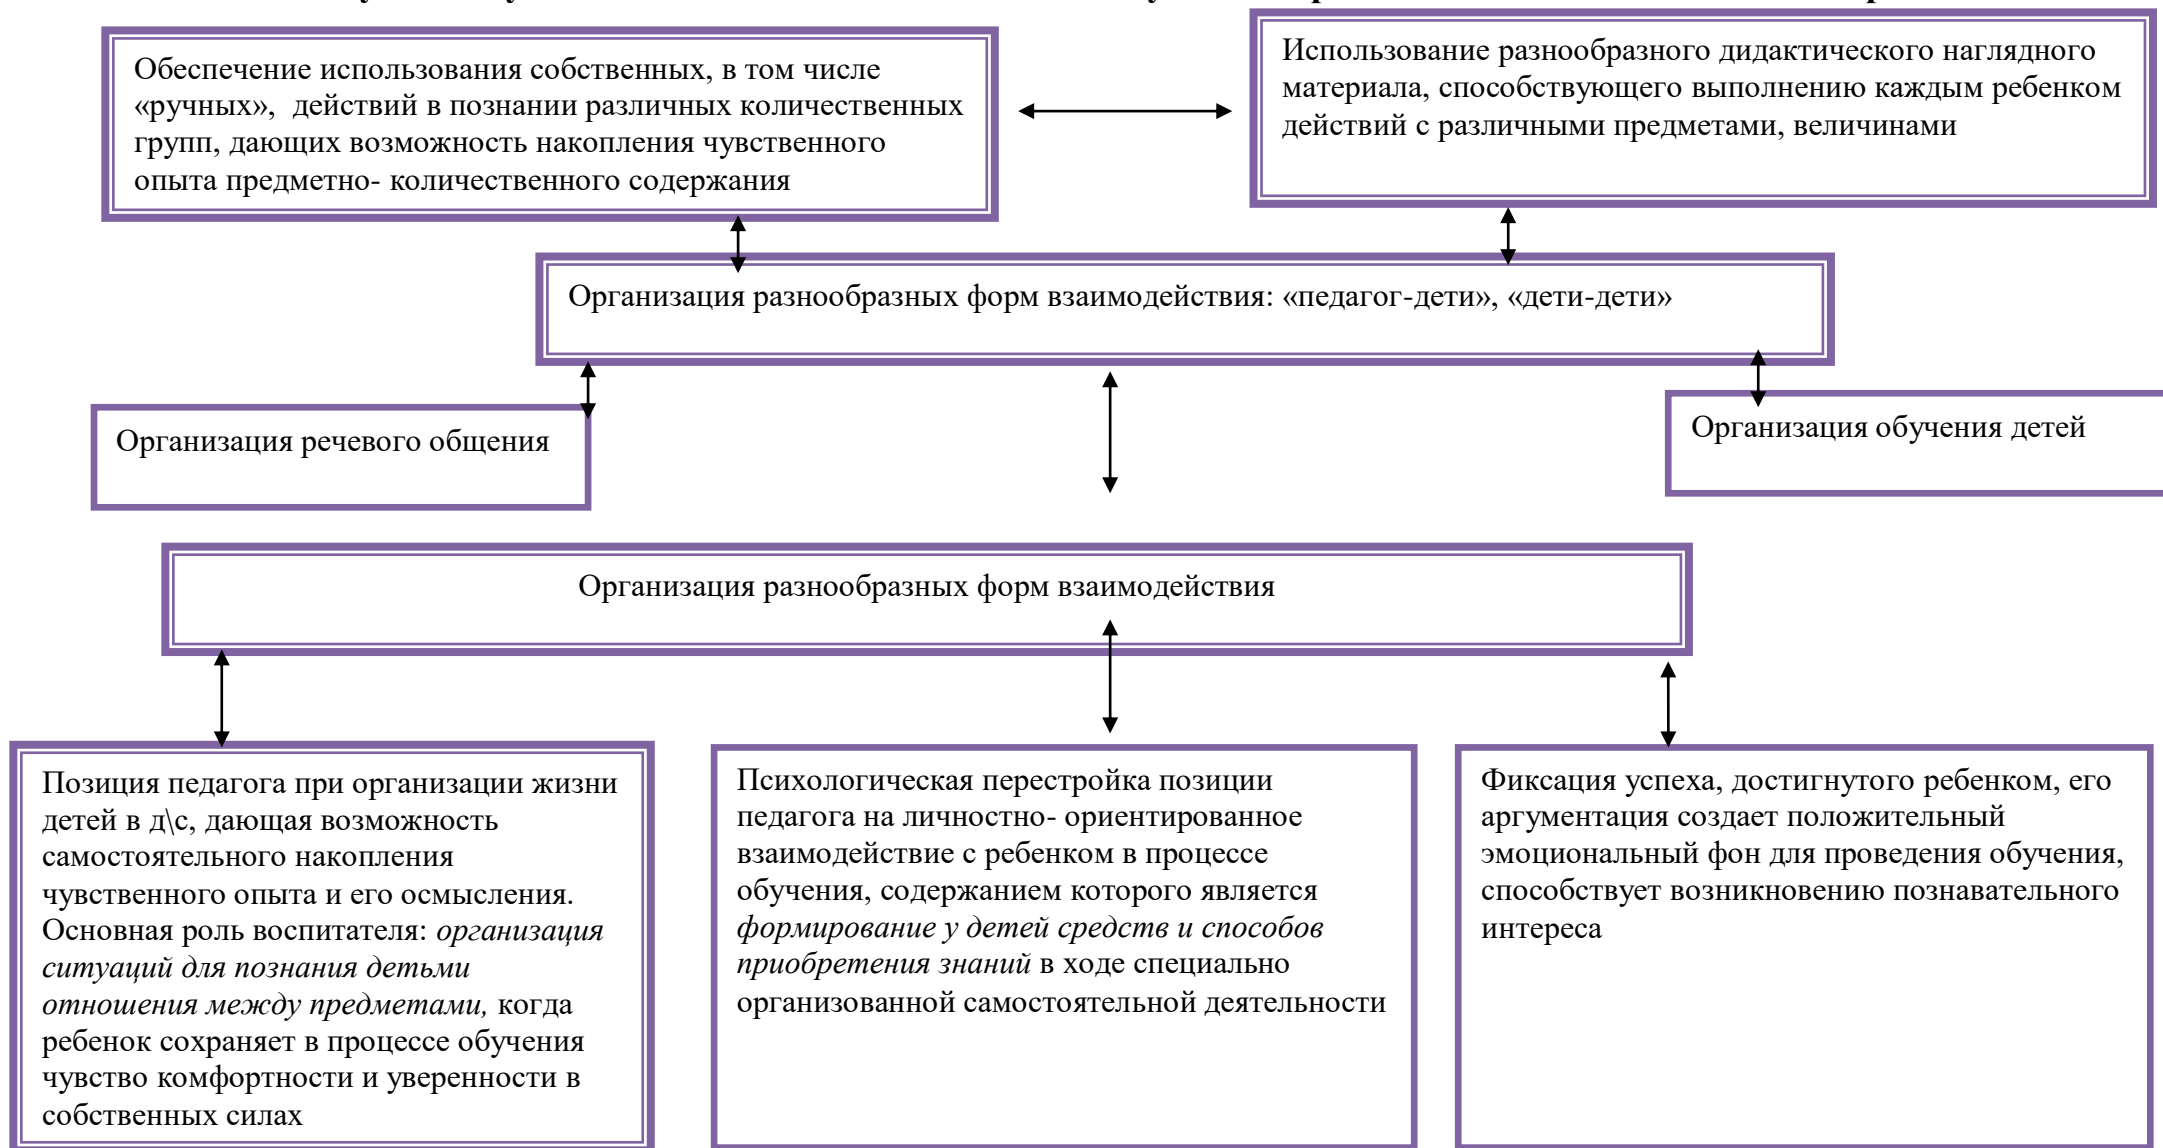 Обеспечение использования собственных, в том числе
«ручных», действий в познании различных количественных
групп, дающих возможность накопления чувственного
опыта предметно- количественного содержания
Использование разнообразного дидактического наглядного
материала, способствующего выполнению каждым ребенком
действий с различными предметами, величинами
Организация разнообразных форм взаимодействия: «педагог-дети», «дети-дети»
Организация речевого общения
Организация обучения детей
Организация разнообразных форм взаимодействия
Позиция педагога при организации жизни
детей в д\с, дающая возможность
самостоятельного накопления
чувственного опыта и его осмысления.
Основная роль воспитателя: организация
ситуаций для познания детьми
отношения между предметами, когда
ребенок сохраняет в процессе обучения
чувство комфортности и уверенности в
собственных силах
Психологическая перестройка позиции
педагога на личностно- ориентированное
взаимодействие с ребенком в процессе
обучения, содержанием которого является
формирование у детей средств и способов
приобретения знаний в ходе специально
организованной самостоятельной деятельности
Фиксация успеха, достигнутого ребенком, его
аргументация создает положительный
эмоциональный фон для проведения обучения,
способствует возникновению познавательного
интереса